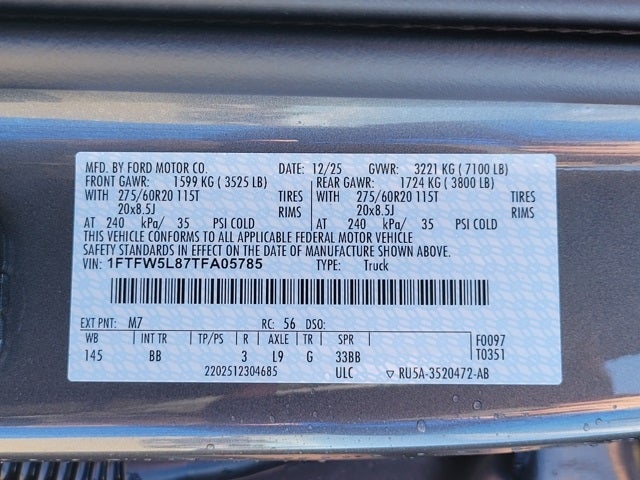 MFD. BY FORD MOTOR CO. DATE: 12/25 GVWR: 3221 KG ( 7100 LB)
FRONT GAWR: 1599 KG ( 3525 LB) REAR GAWR: 1724 KG ( 3800 LB)
WITH 275/60R20 115T TIRES WITH 275/60R20 115T TIRES
20x8.5J RIMS 20x8.5J RIMS
AT 240 kPa/ 35 PSI COLD AT 240 kPa/ 35 PSI COLD
THIS VEHICLE CONFORMS TO ALL APPLICABLE FEDERAL MOTOR VEHICLE
SAFETY STANDARDS IN EFFECT ON THE DATE OF MANUFACTURE SHOWN ABOVE.
VIN: 1FTFW5L87TFA05785 TYPE: Truck
EXT PNT: M7 RC: 56 DSO:
WB INT TR TP/PS R AXLE TR SPR F0097
145 BB 3 L9 G 33BB T0351
2202512304685 ULC ▽ RU5A-3520472-AB